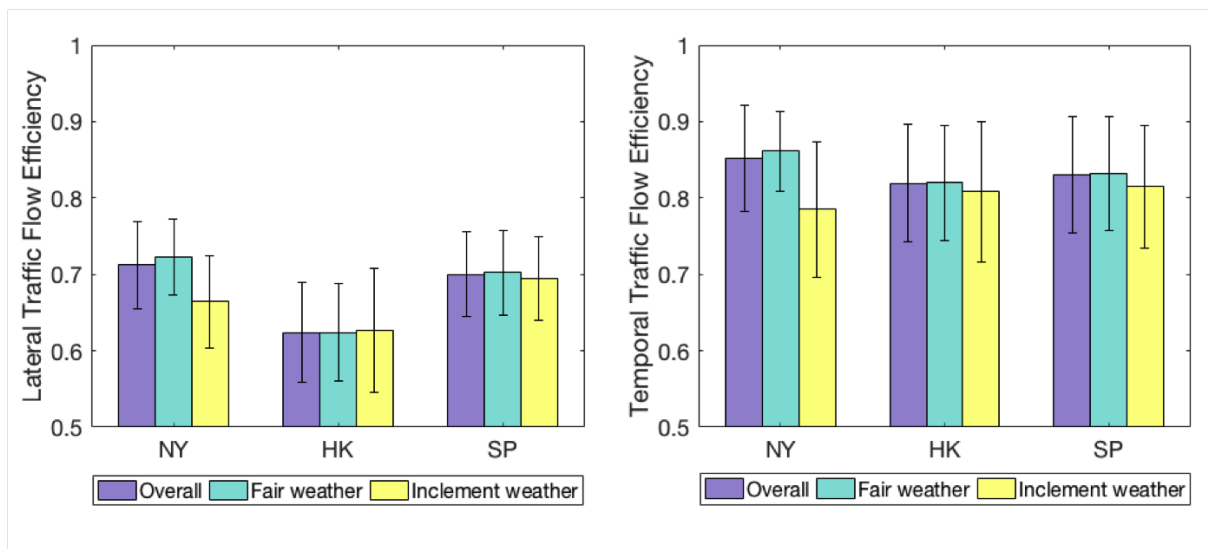 Lateral Traffic Flow Efficiency
1
0.9
0.8
0.7
0.6
0.5
NY HK SP
Overall Fair weather Inclement weather
Temporal Traffic Flow Efficiency
1
0.9
0.8
0.7
0.6
0.5
NY HK SP
Overall Fair weather Inclement weather